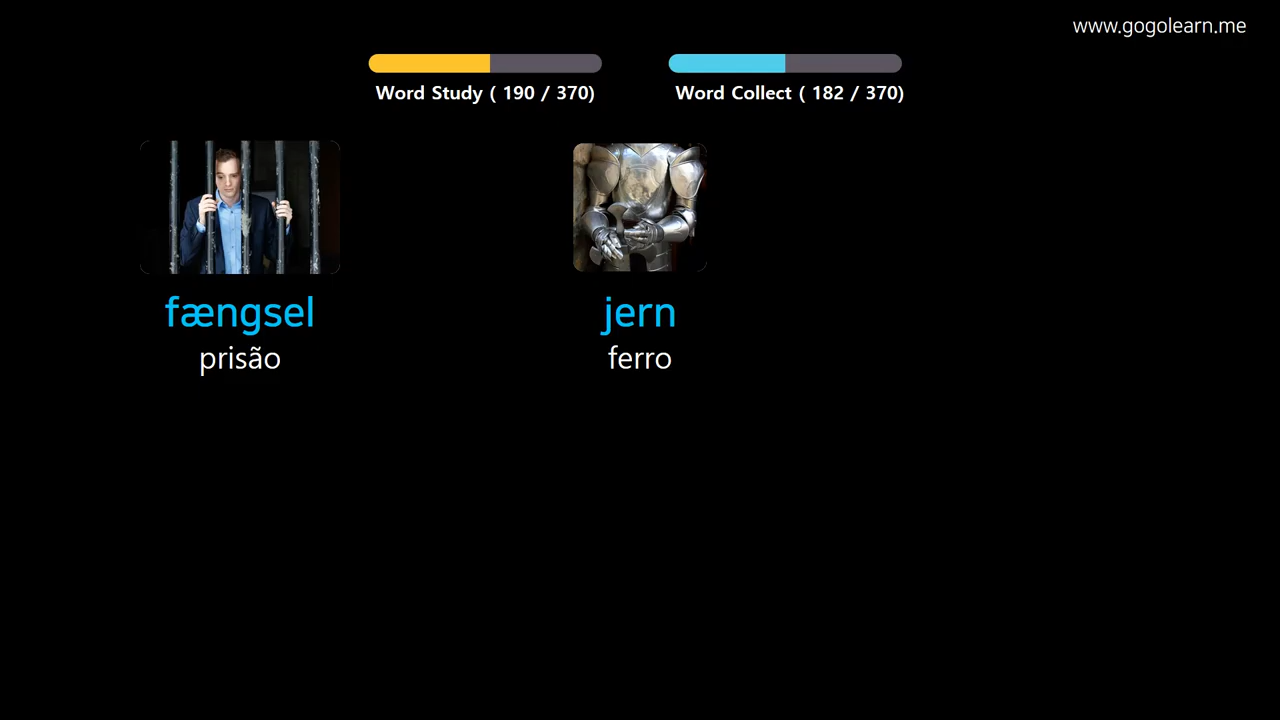 www.gogolearn.me
Word Study ( 190 / 370)
Word Collect ( 182 / 370)
fængsel
prisão
jern
ferro